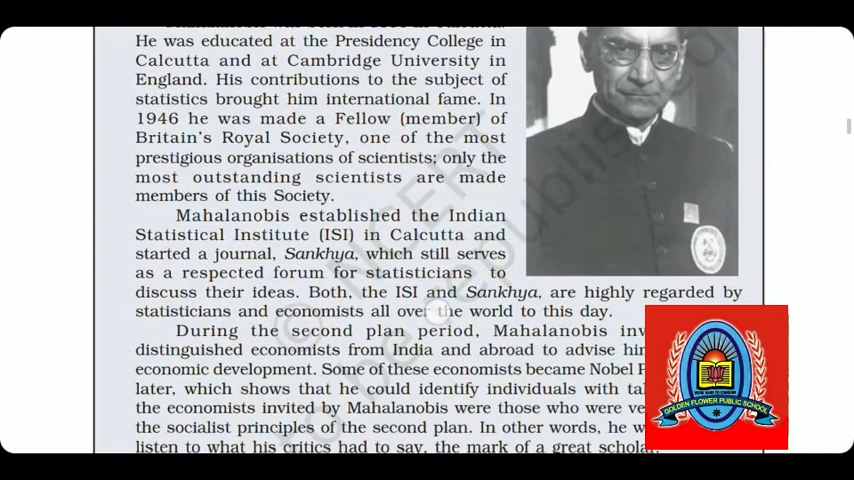 He was educated at the Presidency College in
Calcutta and at Cambridge University in
England. His contributions to the subject of
statistics brought him international fame. In
1946 he was made a Fellow (member) of
Britain's Royal Society, one of the most
prestigious organisations of scientists; only the
most outstanding scientists are made
members of this Society.
Mahalanobis established the Indian
Statistical Institute (ISI) in Calcutta and
started a journal, Sankhya, which still serves
as a respected forum for statisticians to
discuss their ideas. Both, the ISI and Sankhya, are highly regarded by
statisticians and economists all over the world to this day.
During the second plan period, Mahalanobis
distinguished economists from India and abroad to advise
economic development. Some of these economists became Nobel
later, which shows that he could identify individuals with
the economists invited by Mahalanobis were those who were
the socialist principles of the second plan. In other words, he
listen to what his critics had to say, the mark of a great scholar.
© NCERT
to be republished
GOLDEN FLOWER PUBLIC SCHOOL